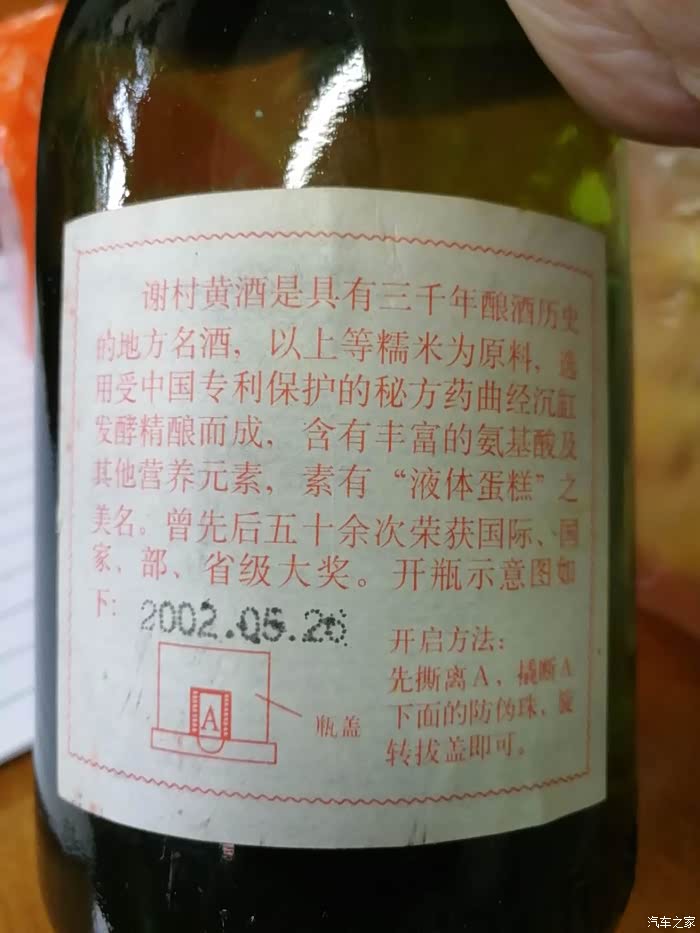 谢村黄酒是具有三千年酿酒历史
的地方名酒，以上等糯米为原料，选
用受中国专利保护的秘方药曲经沉缸
发酵精酿而成，含有丰富的氨基酸及
其他营养元素，素有“液体蛋糕”之
美名。曾先后五十余次荣获国际、国
家、部、省级大奖。开瓶示意图如
下：
2002.05.26
A
瓶盖
开启方法：
先撕离A，撬断A
下面的防伪珠，旋
转拔盖即可。
汽车之家